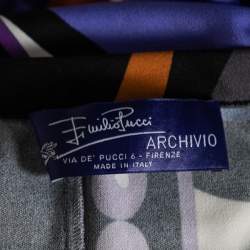 Emilio Pucci
ARCHIVIO
VIA DE' PUCCI 6 - FIRENZE
MADE IN ITALY